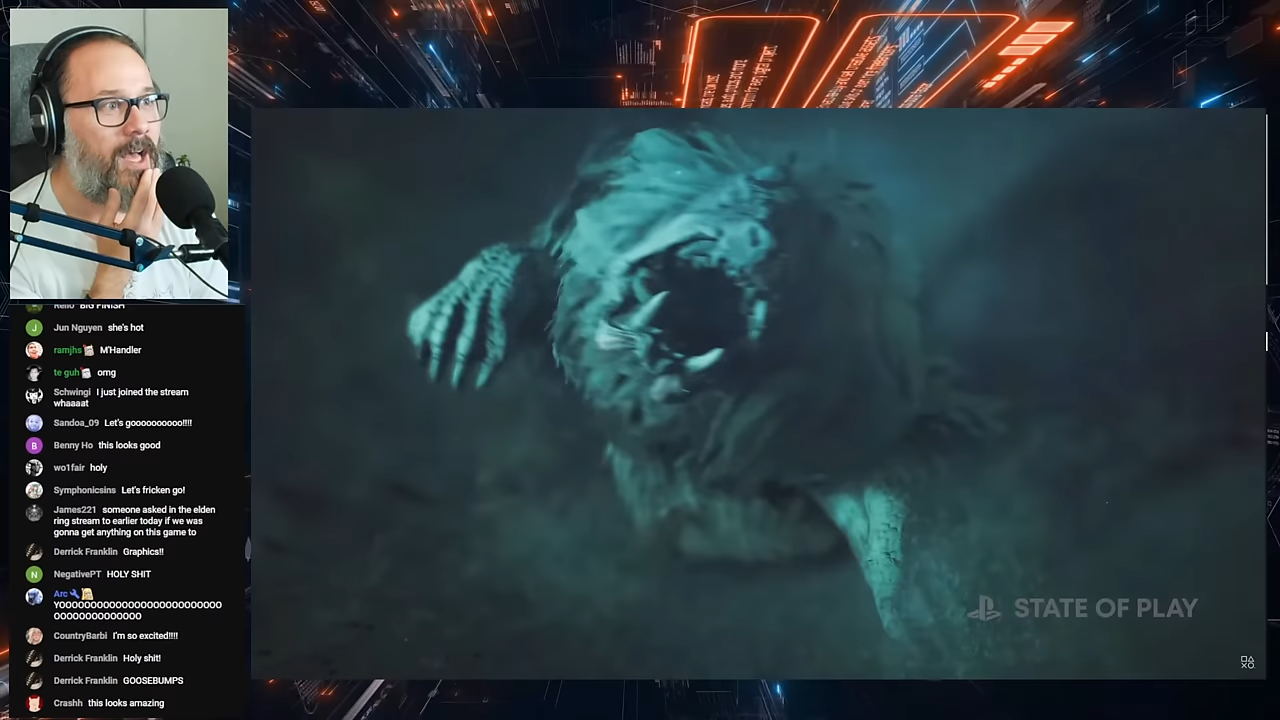 BIG FINISH
Jun Nguyen she's hot
ramjhs M'Handler
te guh omg
Schwingi I just joined the stream
whaaaat
Sandoa_09 Let's goooooooooo!!!!
Benny Ho this looks good
wo1fair holy
Symphonicsins Let's fricken go!
James221 someone asked in the elden
ring stream to earlier today if we was
gonna get anything on this game to
Derrick Franklin Graphics!!
N
NegativePT HOLY SHIT
Arc
YOOOOOOOOOOOOOOOOOOOOOOOOOO
OOOOOOOOOOOOOO
CountryBarbi I'm so excited!!!!
Derrick Franklin Holy shit!
Derrick Franklin GOOSEBUMPS
Crashh this looks amazing
STATE OF PLAY